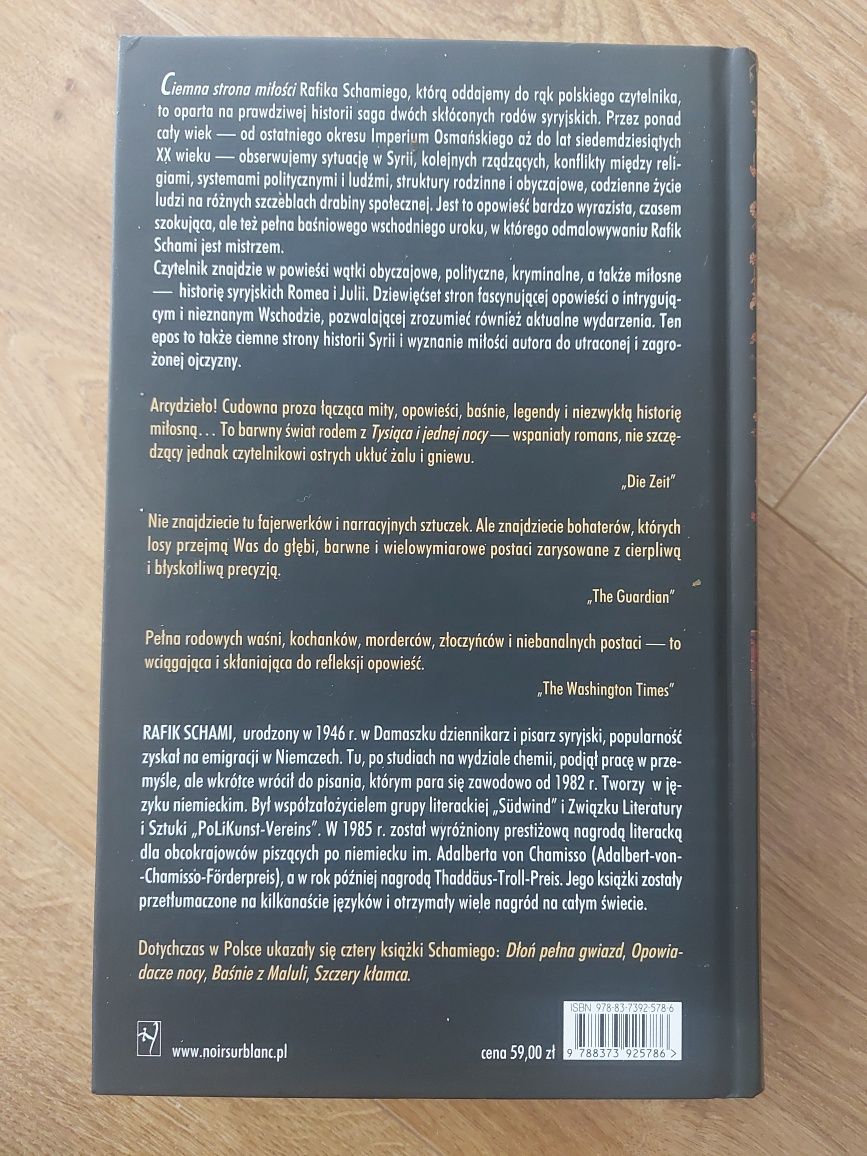 Ciemna strona miłości Rafika Schamiego, którą oddajemy do rąk polskiego czytelnika,
to oparta na prawdziwej historii saga dwóch skłóconych rodów syryjskich. Przez ponad
cały wiek — od ostatniego okresu Imperium Osmańskiego aż do lat siedemdziesiątych
XX wieku — obserwujemy sytuację w Syrii, kolejnych rządzących, konflikty między reli-
giami, systemami politycznymi i ludźmi, struktury rodzinne i obyczajowe, codzienne życie
ludzi na różnych szczeblach drabiny społecznej. Jest to opowieść bardzo wyrazista, czasem
szokująca, ale też pełna baśniowego wschodniego uroku, w którego odmalowywaniu Rafik
Schami jest mistrzem.
Czytelnik znajdzie w powieści wątki obyczajowe, polityczne, kryminalne, a także miłosne
— historię syryjskich Romea i Julii. Dziewięćset stron fascynującej opowieści o intrygują-
cym i nieznanym Wschodzie, pozwalającej zrozumieć również aktualne wydarzenia. Ten
epos to także ciemne strony historii Syrii i wyznanie miłości autora do utraconej i zagro-
żonej ojczyzny.
Arcydzieło! Cudowna proza łącząca mity, opowieści, baśnie, legendy i niezwykłą historię
miłosną... To barwny świat rodem z Tysiąca i jednej nocy — wspaniały romans, nie szczę-
dzący jednak czytelnikowi ostrych ukłuć żalu i gniewu.
„Die Zeit”
Nie znajdziecie tu fajerwerków i narracyjnych sztuczek. Ale znajdziecie bohaterów, których
losy przejmą Was do głębi, barwne i wielowymiarowe postaci zarysowane z cierpliwą
i błyskotliwą precyzją.
„The Guardian”
Pełna rodowych waśni, kochanków, morderców, złoczyńców i niebanalnych postaci — to
wciągająca i skłaniająca do refleksji opowieść.
„The Washington Times”
RAFIK SCHAMI, urodzony w 1946 r. w Damaszku dziennikarz i pisarz syryjski, popularność
zyskał na emigracji w Niemczech. Tu, po studiach na wydziale chemii, podjął pracę w prze-
myśle, ale wkrótce wrócił do pisania, którym para się zawodowo od 1982 r. Tworzy w ję-
zyku niemieckim. Był współzałożycielem grupy literackiej „Südwind” i Związku Literatury
i Sztuki „PoLiKunst-Vereins”. W 1985 r. został wyróżniony prestiżową nagrodą literacką
dla obcokrajowców piszących po niemiecku im. Adalberta von Chamisso (Adalbert-von-
-Chamisso-Förderpreis), a w rok później nagrodą Thaddäus-Troll-Preis. Jego książki zostały
przetłumaczone na kilkanaście języków i otrzymały wiele nagród na całym świecie.
Dotychczas w Polsce ukazały się cztery książki Schamiego: Dłoń pełna gwiazd, Opowia-
dacze nocy, Baśnie z Maluli, Szczery kłamca.
ISBN 978-83-7392-578-6
www.noirsurblanc.pl
cena 59,00 zł
9 788373 925786 >